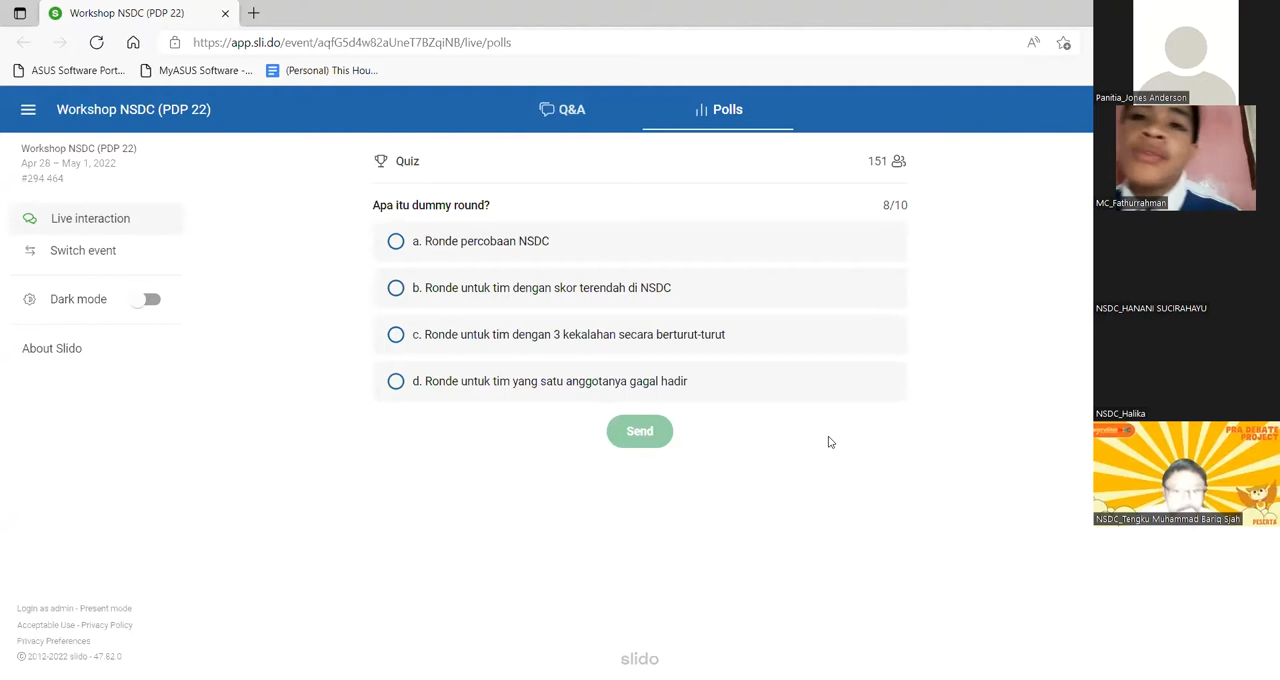 Workshop NSDC (PDP 22)
https://app.sli.do/event/aqfG5d4w82aUneT7BZqiNB/live/polls
ASUS Software Port...
MyASUS Software -...
(Personal) This Hou...
Workshop NSDC (PDP 22)
Q&A
Polls
Workshop NSDC (PDP 22)
Apr 28 – May 1, 2022
#294 464
Live interaction
Switch event
Dark mode
About Slido
Quiz
151
Apa itu dummy round?
8/10
a. Ronde percobaan NSDC
b. Ronde untuk tim dengan skor terendah di NSDC
c. Ronde untuk tim dengan 3 kekalahan secara berturut-turut
d. Ronde untuk tim yang satu anggotanya gagal hadir
Send
Login as admin - Present mode
Acceptable Use - Privacy Policy
Privacy Preferences
© 2012-2022 slido - 47.62.0
slido
Panitia_Jones Anderson
MC_Fathurrahman
NSDC_HANANI SUCIRAHAYU
NSDC_Halika
PRA DEBATE
PROJECT
PESERTA
NSDC_Tengku Muhammad Bariq Sjah